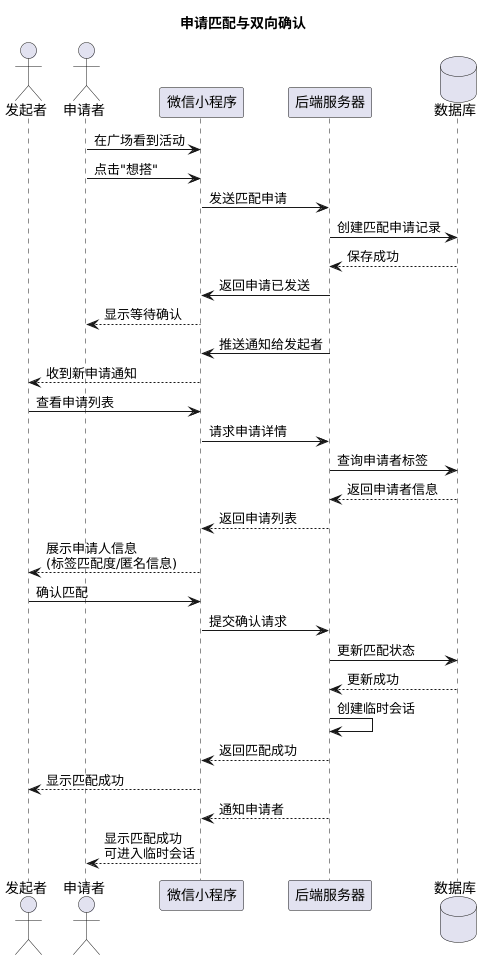 申请匹配与双向确认
发起者
申请者
微信小程序
后端服务器
数据库
在广场看到活动
点击"想搭"
发送匹配申请
创建匹配申请记录
保存成功
返回申请已发送
显示等待确认
推送通知给发起者
收到新申请通知
查看申请列表
请求申请详情
查询申请者标签
返回申请者信息
返回申请列表
展示申请人信息
(标签匹配度/匿名信息)
确认匹配
提交确认请求
更新匹配状态
更新成功
创建临时会话
返回匹配成功
显示匹配成功
通知申请者
显示匹配成功
可进入临时会话
发起者
申请者
微信小程序
后端服务器
数据库